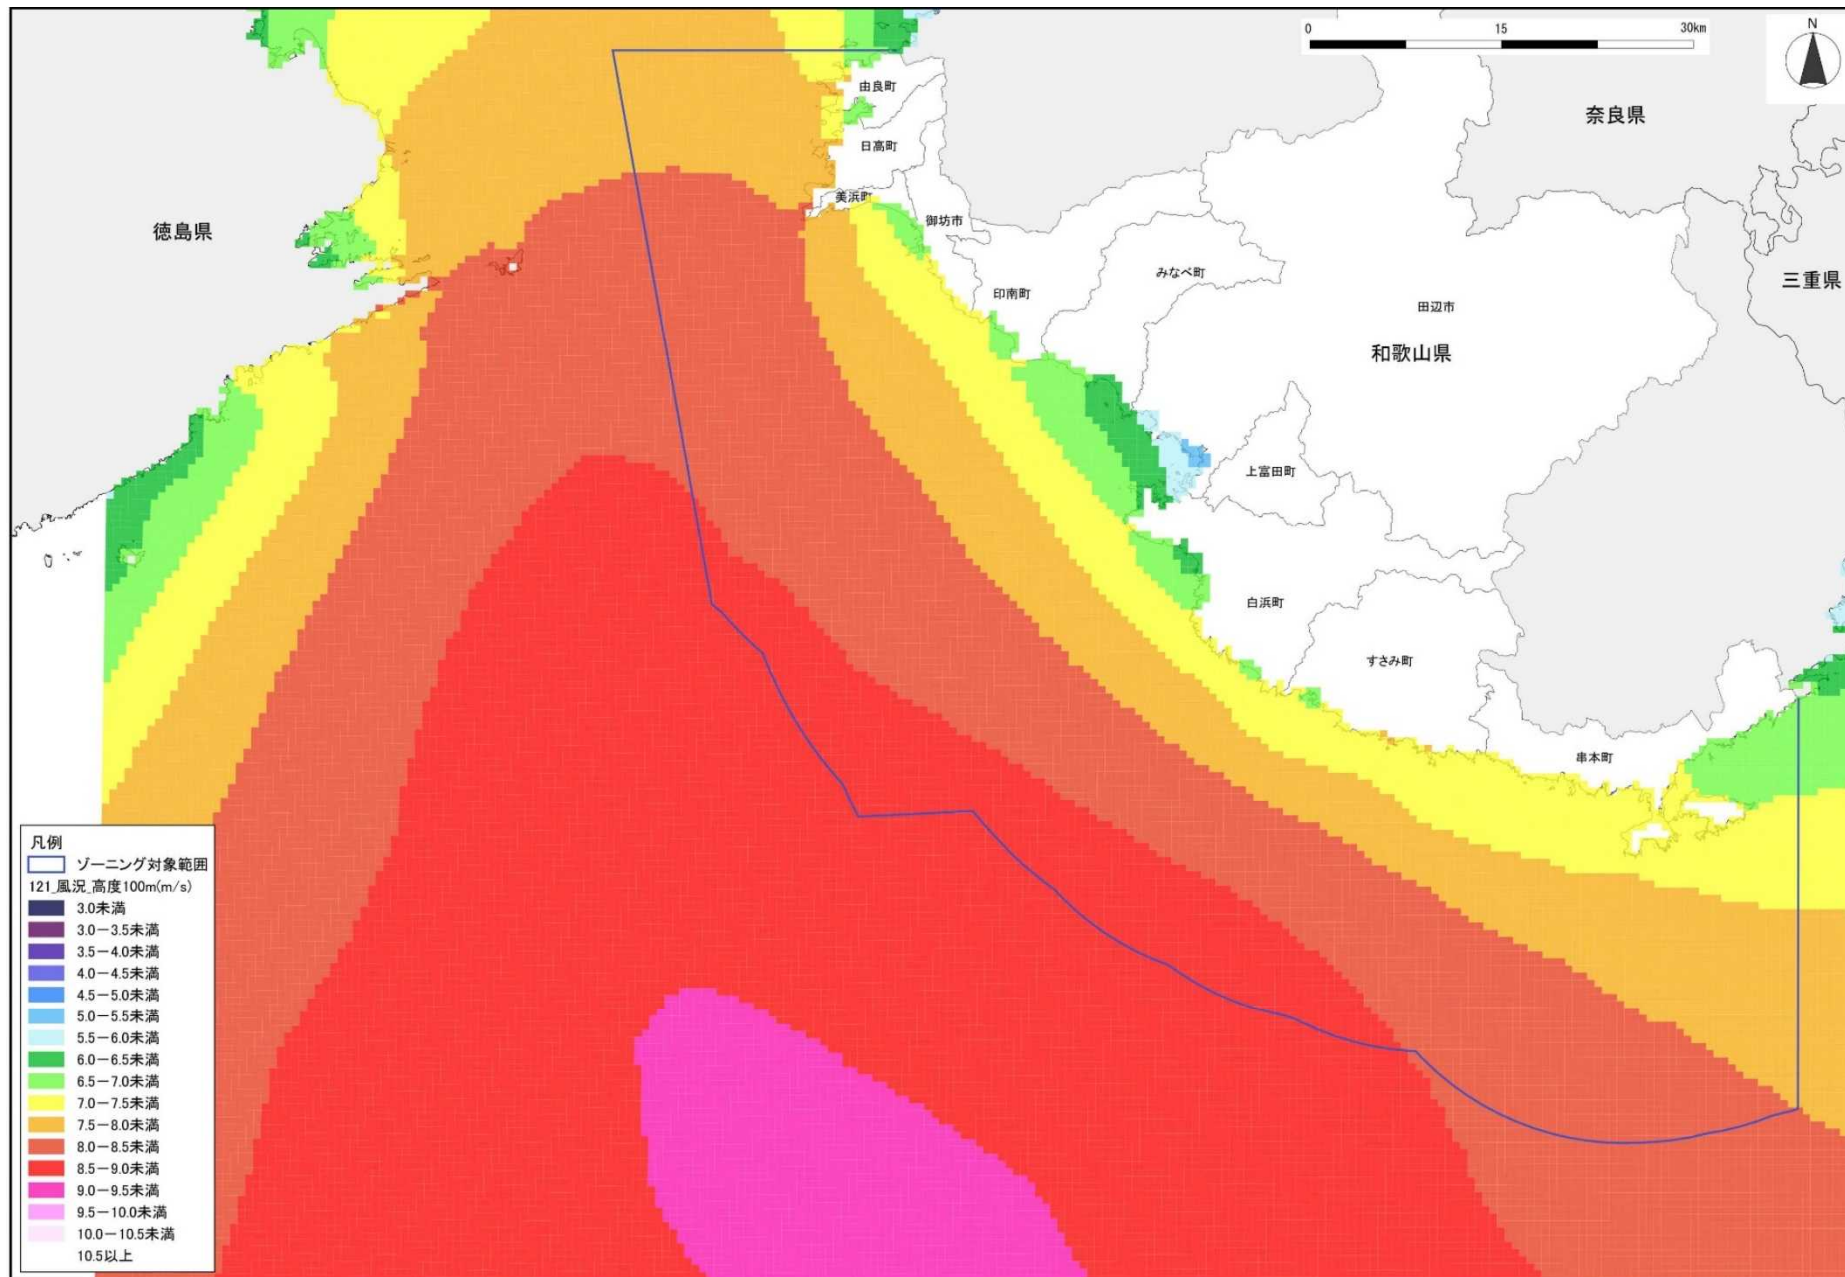 0 15 30km
N
奈良県
由良町
日高町
美浜町
御坊市
徳島県
みなべ町
三重県
印南町
田辺市
和歌山県
上富田町
白浜町
すさみ町
串本町
凡例
ゾーニング対象範囲
121_風況_高度100m(m/s)
3.0未満
3.0－3.5未満
3.5－4.0未満
4.0－4.5未満
4.5－5.0未満
5.0－5.5未満
5.5－6.0未満
6.0－6.5未満
6.5－7.0未満
7.0－7.5未満
7.5－8.0未満
8.0－8.5未満
8.5－9.0未満
9.0－9.5未満
9.5－10.0未満
10.0－10.5未満
10.5以上